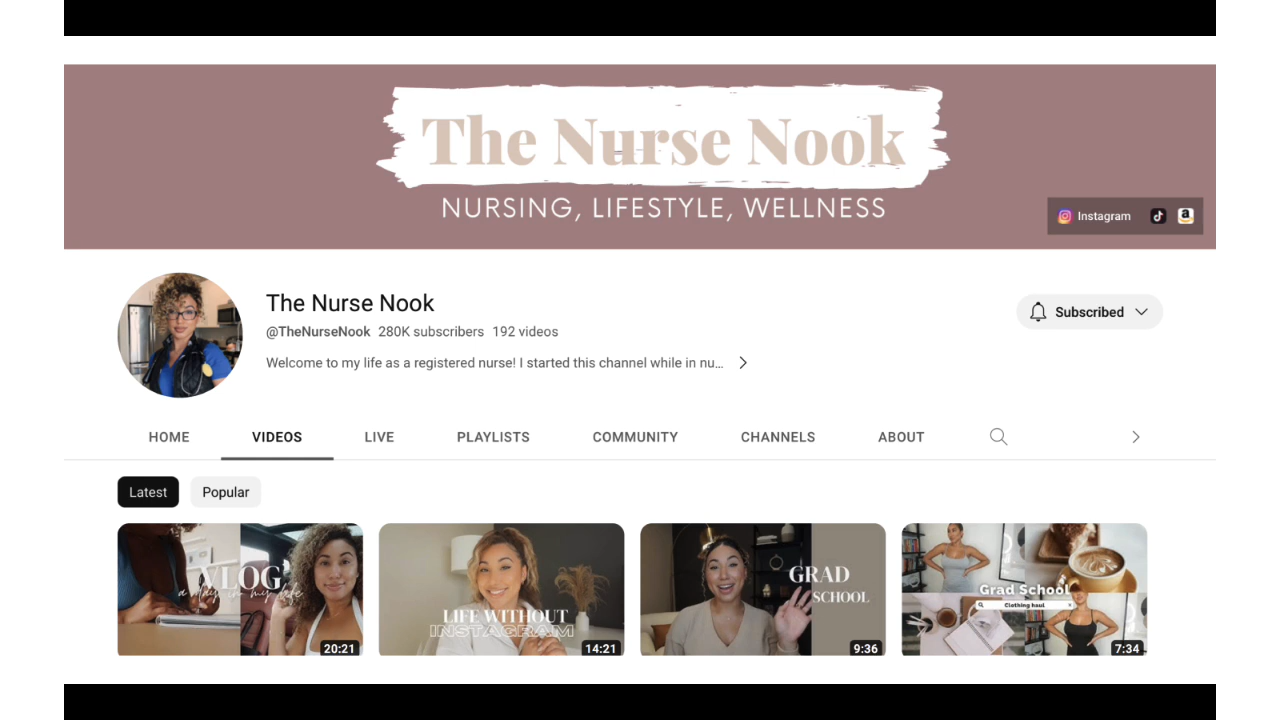 The Nurse Nook
NURSING, LIFESTYLE, WELLNESS
Instagram
The Nurse Nook
@TheNurseNook 280K subscribers 192 videos
Subscribed
Welcome to my life as a registered nurse! I started this channel while in nu...
HOME VIDEOS LIVE PLAYLISTS COMMUNITY CHANNELS ABOUT
Latest Popular
VLOG
a day in my life
20:21
LIFE WITHOUT
INSTAGRAM
14:21
GRAD
SCHOOL
9:36
Grad School
Clothing haul
7:34